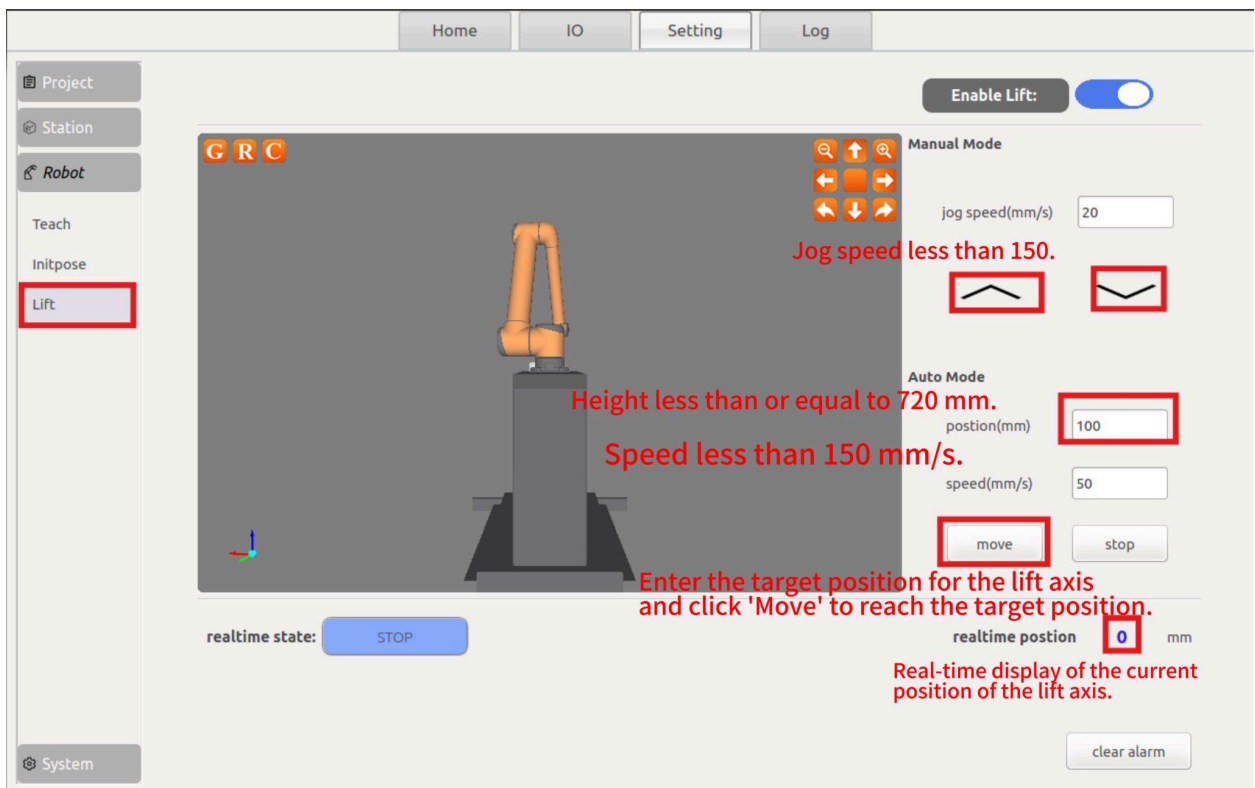 Home IO Setting Log
Project
Enable Lift:
Station
G R C
Manual Mode
Robot
Teach
jog speed(mm/s) 20
Jog speed less than 150.
Initpose
Lift
Auto Mode
Height less than or equal to 720 mm.
postion(mm) 100
Speed less than 150 mm/s.
speed(mm/s) 50
move stop
Enter the target position for the lift axis
and click 'Move' to reach the target position.
realtime state: STOP
realtime postion 0 mm
Real-time display of the current
position of the lift axis.
clear alarm
System